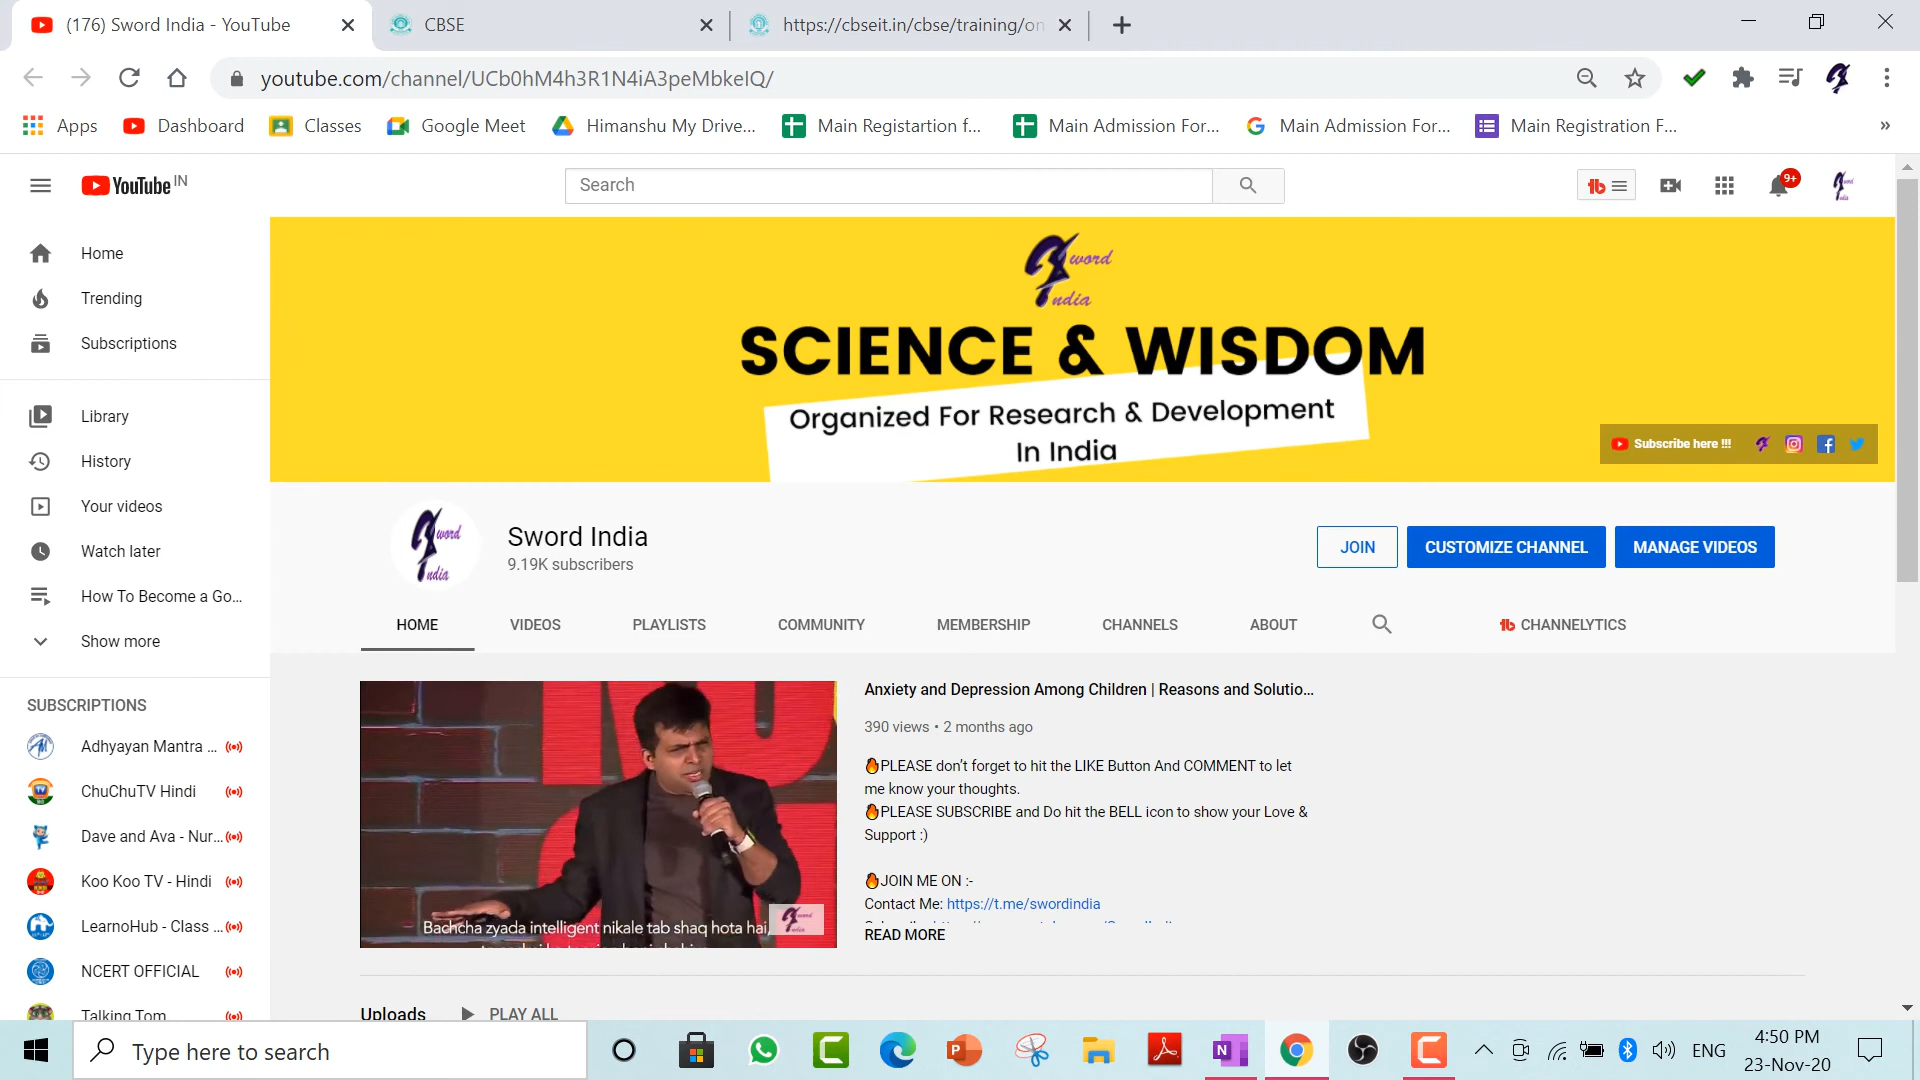 (176) Sword India - YouTube
CBSE
https://cbseit.in/cbse/training/on
youtube.com/channel/UCb0hM4h3R1N4iA3peMbkeIQ/
Apps
Dashboard
Classes
Google Meet
Himanshu My Drive...
Main Registartion f...
Main Admission For...
Main Admission For...
Main Registration F...
YouTube IN
Search
9+
Home
Trending
Subscriptions
Library
History
Your videos
Watch later
How To Become a Go...
Show more
SUBSCRIPTIONS
Adhyayan Mantra ...
ChuChuTV Hindi
Dave and Ava - Nur...
Koo Koo TV - Hindi
LearnoHub - Class ...
NCERT OFFICIAL
Talking Tom
Sword
India
SCIENCE & WISDOM
Organized For Research & Development
In India
Subscribe here !!!
Sword India
9.19K subscribers
JOIN
CUSTOMIZE CHANNEL
MANAGE VIDEOS
HOME
VIDEOS
PLAYLISTS
COMMUNITY
MEMBERSHIP
CHANNELS
ABOUT
CHANNELYTICS
Bachcha zyada intelligent nikale tab shaq hota hai,
Anxiety and Depression Among Children | Reasons and Solutio...
390 views • 2 months ago
🔥PLEASE don't forget to hit the LIKE Button And COMMENT to let
me know your thoughts.
🔥PLEASE SUBSCRIBE and Do hit the BELL icon to show your Love &
Support :)
🔥JOIN ME ON :-
Contact Me: https://t.me/swordindia
READ MORE
Uploads
PLAY ALL
Type here to search
ENG
4:50 PM
23-Nov-20